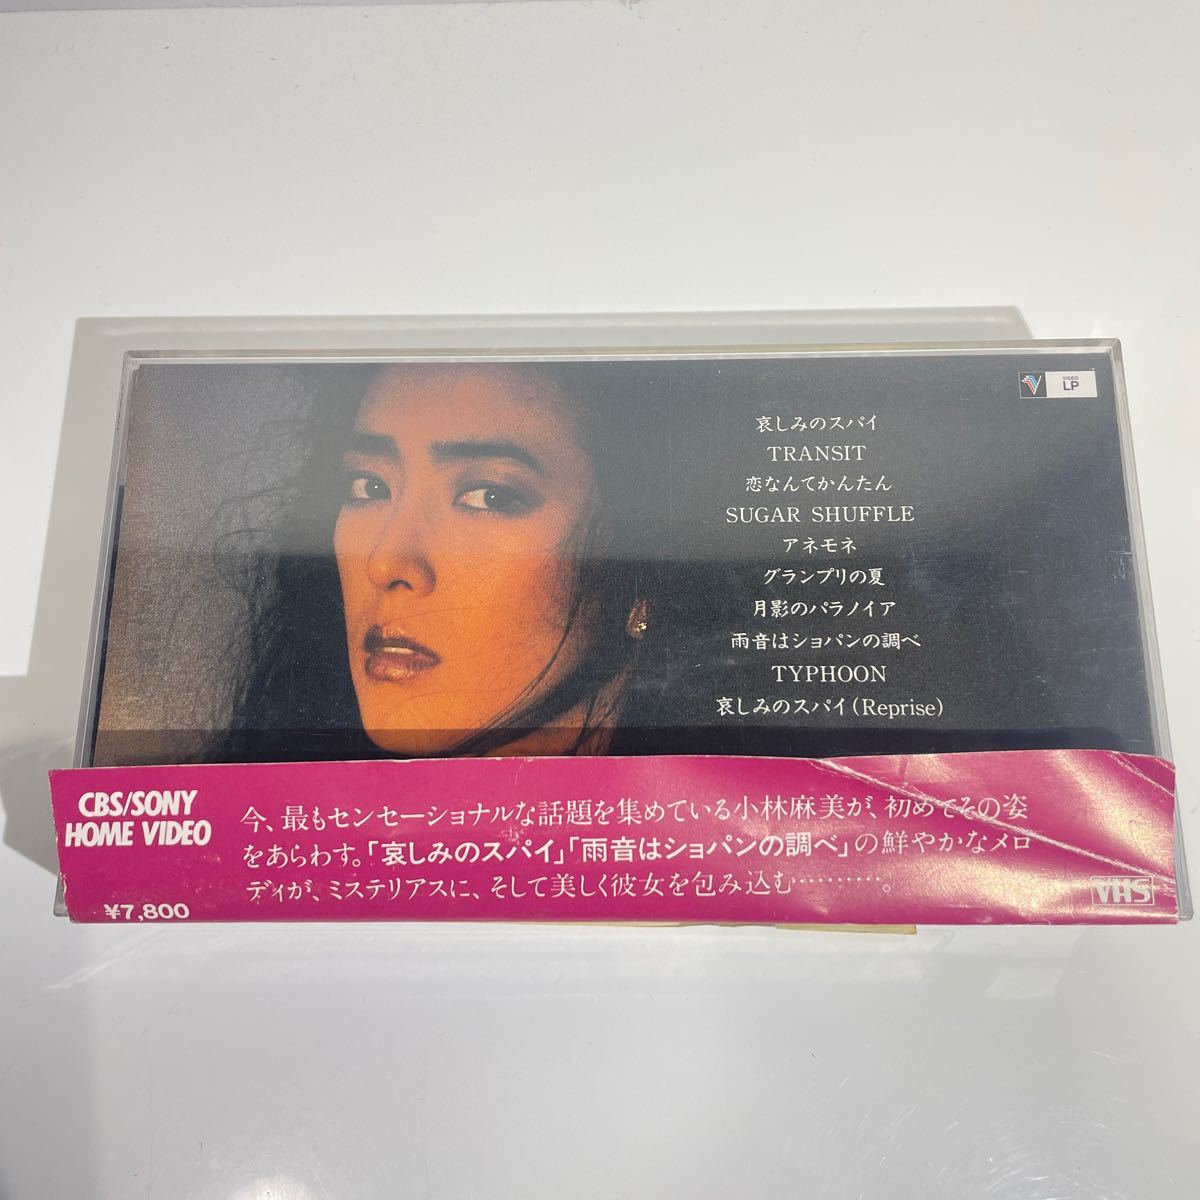 VIDEO
LP
哀しみのスパイ
TRANSIT
恋なんてかんたん
SUGAR SHUFFLE
アネモネ
グランプリの夏
月影のパラノイア
雨音はショパンの調べ
TYPHOON
哀しみのスパイ(Reprise)
CBS/SONY
HOME VIDEO
¥7,800
今、最もセンセーショナルな話題を集めている小林麻美が、初めてその姿
をあらわす。「哀しみのスパイ」「雨音はショパンの調べ」の鮮やかなメロ
ディが、ミステリアスに、そして美しく彼女を包み込む………。
VHS